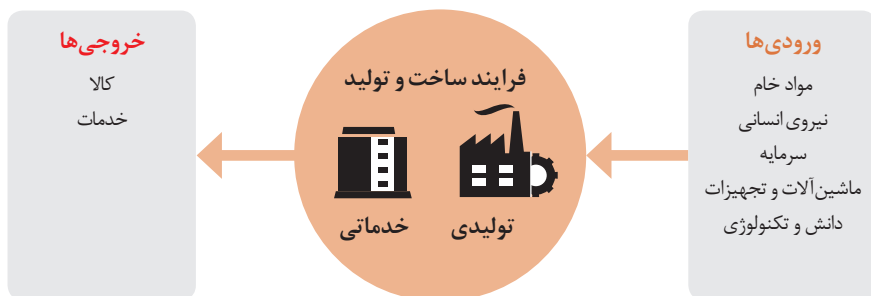 ورودی‌ها
مواد خام
نیروی انسانی
سرمایه
ماشین‌آلات و تجهیزات
دانش و تکنولوژی
فرایند ساخت و تولید
تولیدی
خدماتی
خروجی‌ها
کالا
خدمات